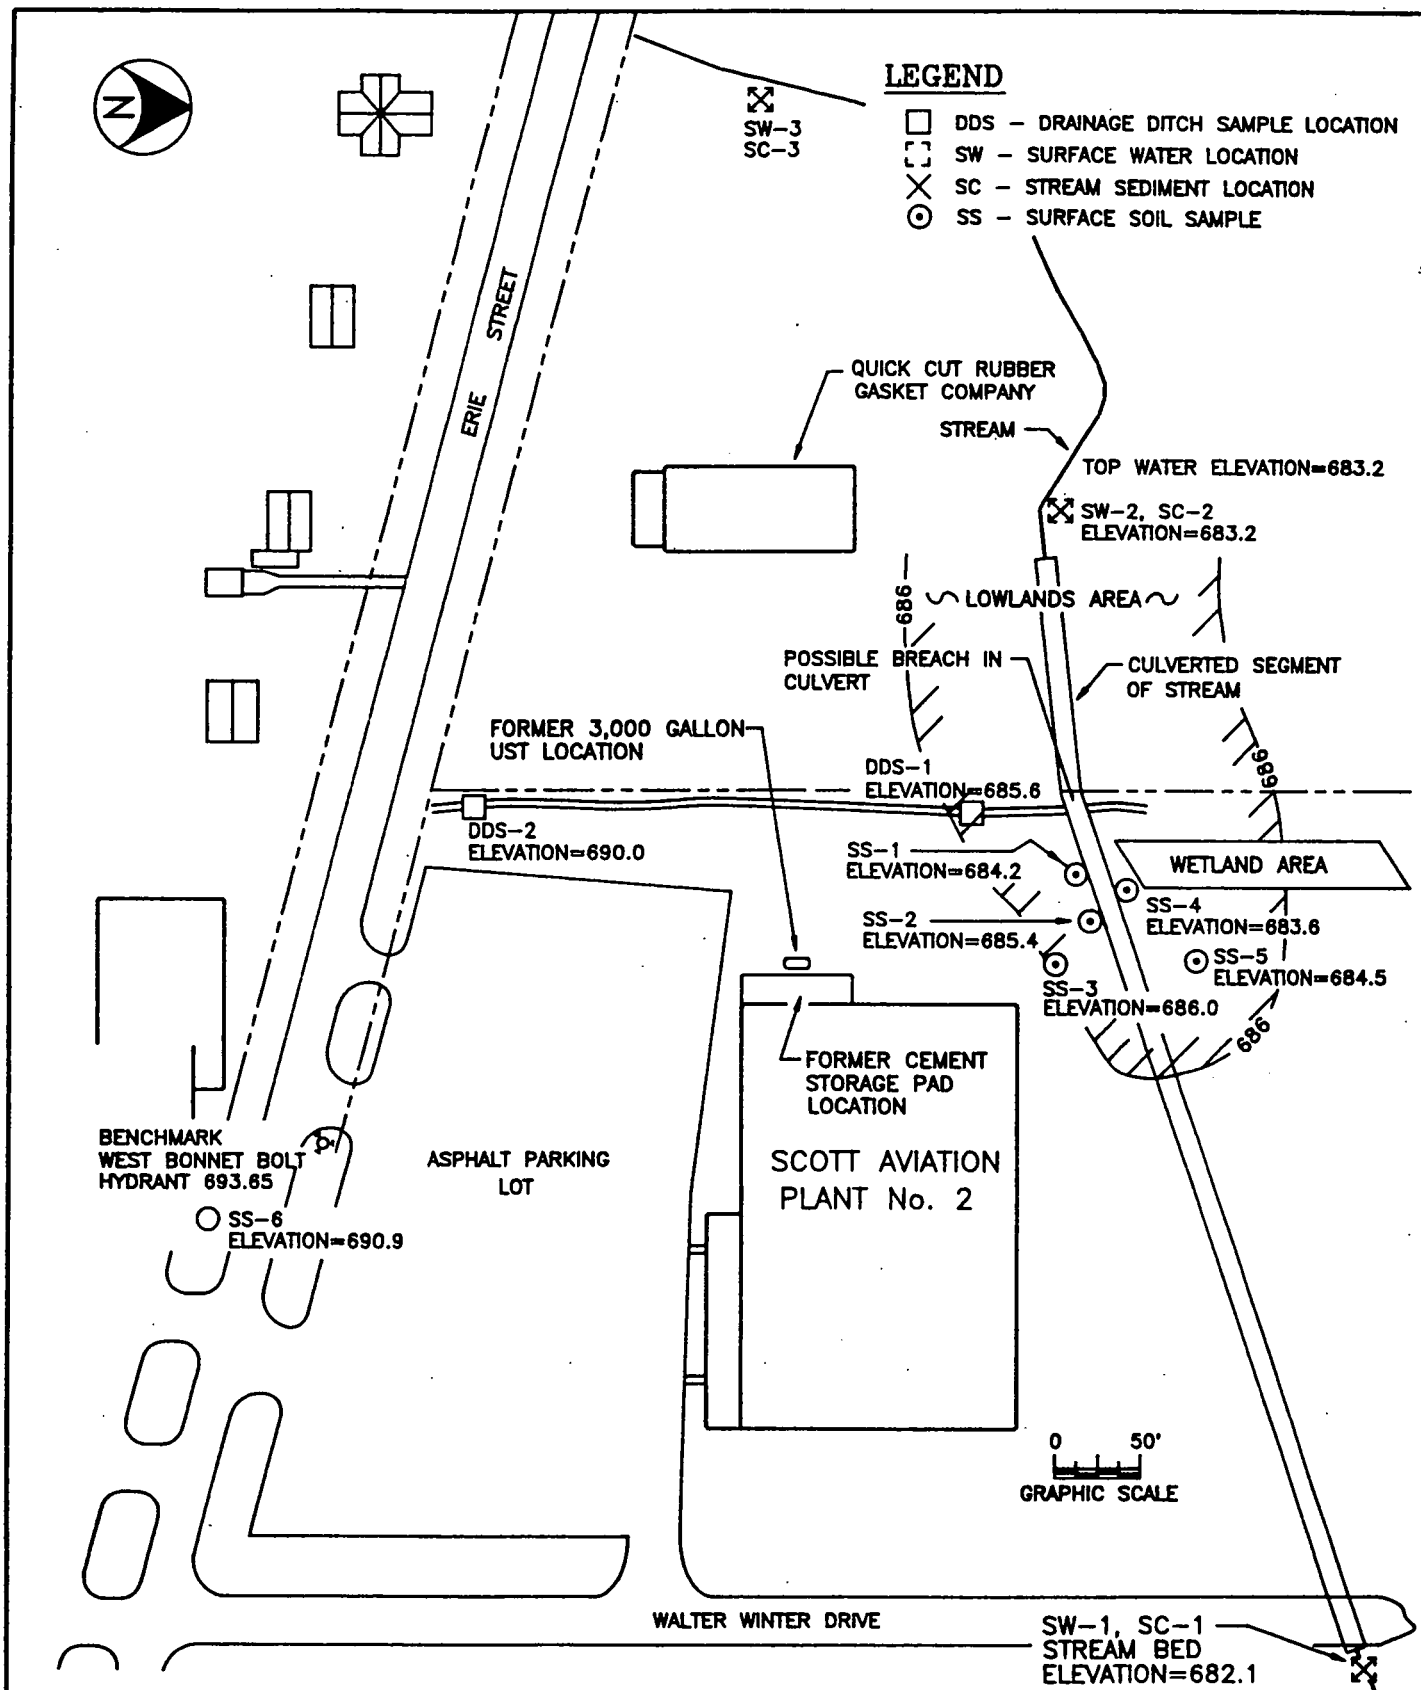 N
LEGEND
DDS - DRAINAGE DITCH SAMPLE LOCATION
SW - SURFACE WATER LOCATION
SC - STREAM SEDIMENT LOCATION
SS - SURFACE SOIL SAMPLE
SW-3
SC-3
ERIE STREET
QUICK CUT RUBBER
GASKET COMPANY
STREAM
TOP WATER ELEVATION=683.2
SW-2, SC-2
ELEVATION=683.2
686
LOWLANDS AREA
POSSIBLE BREACH IN
CULVERT
CULVERTED SEGMENT
OF STREAM
FORMER 3,000 GALLON
UST LOCATION
686
DDS-1
ELEVATION=685.6
DDS-2
ELEVATION=690.0
SS-1
ELEVATION=684.2
WETLAND AREA
SS-2
ELEVATION=685.4
SS-4
ELEVATION=683.6
SS-5
ELEVATION=684.5
SS-3
ELEVATION=686.0
686
FORMER CEMENT
STORAGE PAD
LOCATION
BENCHMARK
WEST BONNET BOLT
HYDRANT 693.65
ASPHALT PARKING
LOT
SCOTT AVIATION
PLANT No. 2
SS-6
ELEVATION=690.9
0 50'
GRAPHIC SCALE
WALTER WINTER DRIVE
SW-1, SC-1
STREAM BED
ELEVATION=682.1